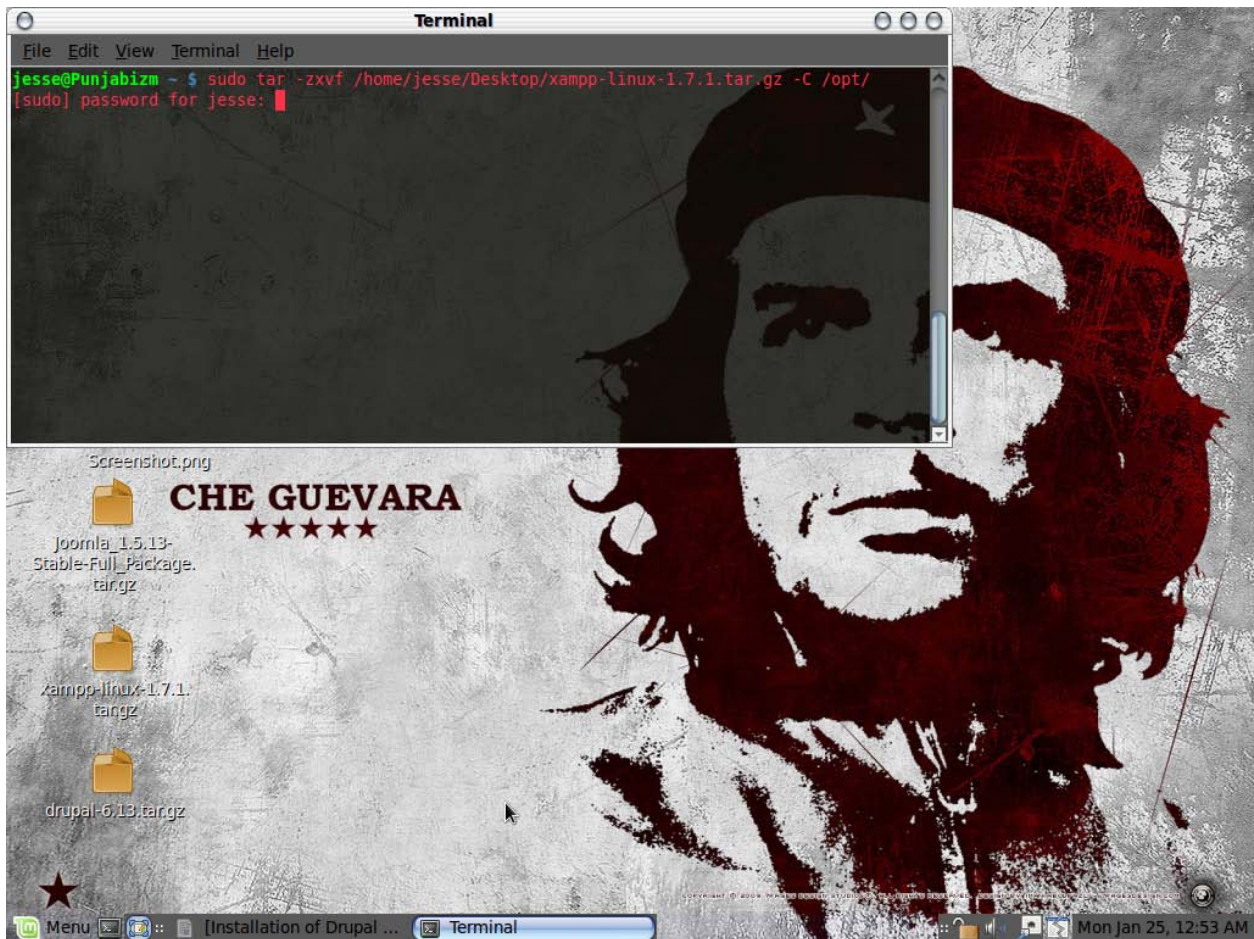 Terminal
File Edit View Terminal Help
jesse@Punjabizm ~ $ sudo tar -zxvf /home/jesse/Desktop/xampp-linux-1.7.1.tar.gz -C /opt/
[sudo] password for jesse:
Screenshot.png
CHE GUEVARA
Joomla_1.5.13-
Stable-Full_Package.
tar.gz
xampp-linux-1.7.1.
tar.gz
drupal-6.13.tar.gz
Menu
[Installation of Drupal ...
Terminal
Mon Jan 25, 12:53 AM